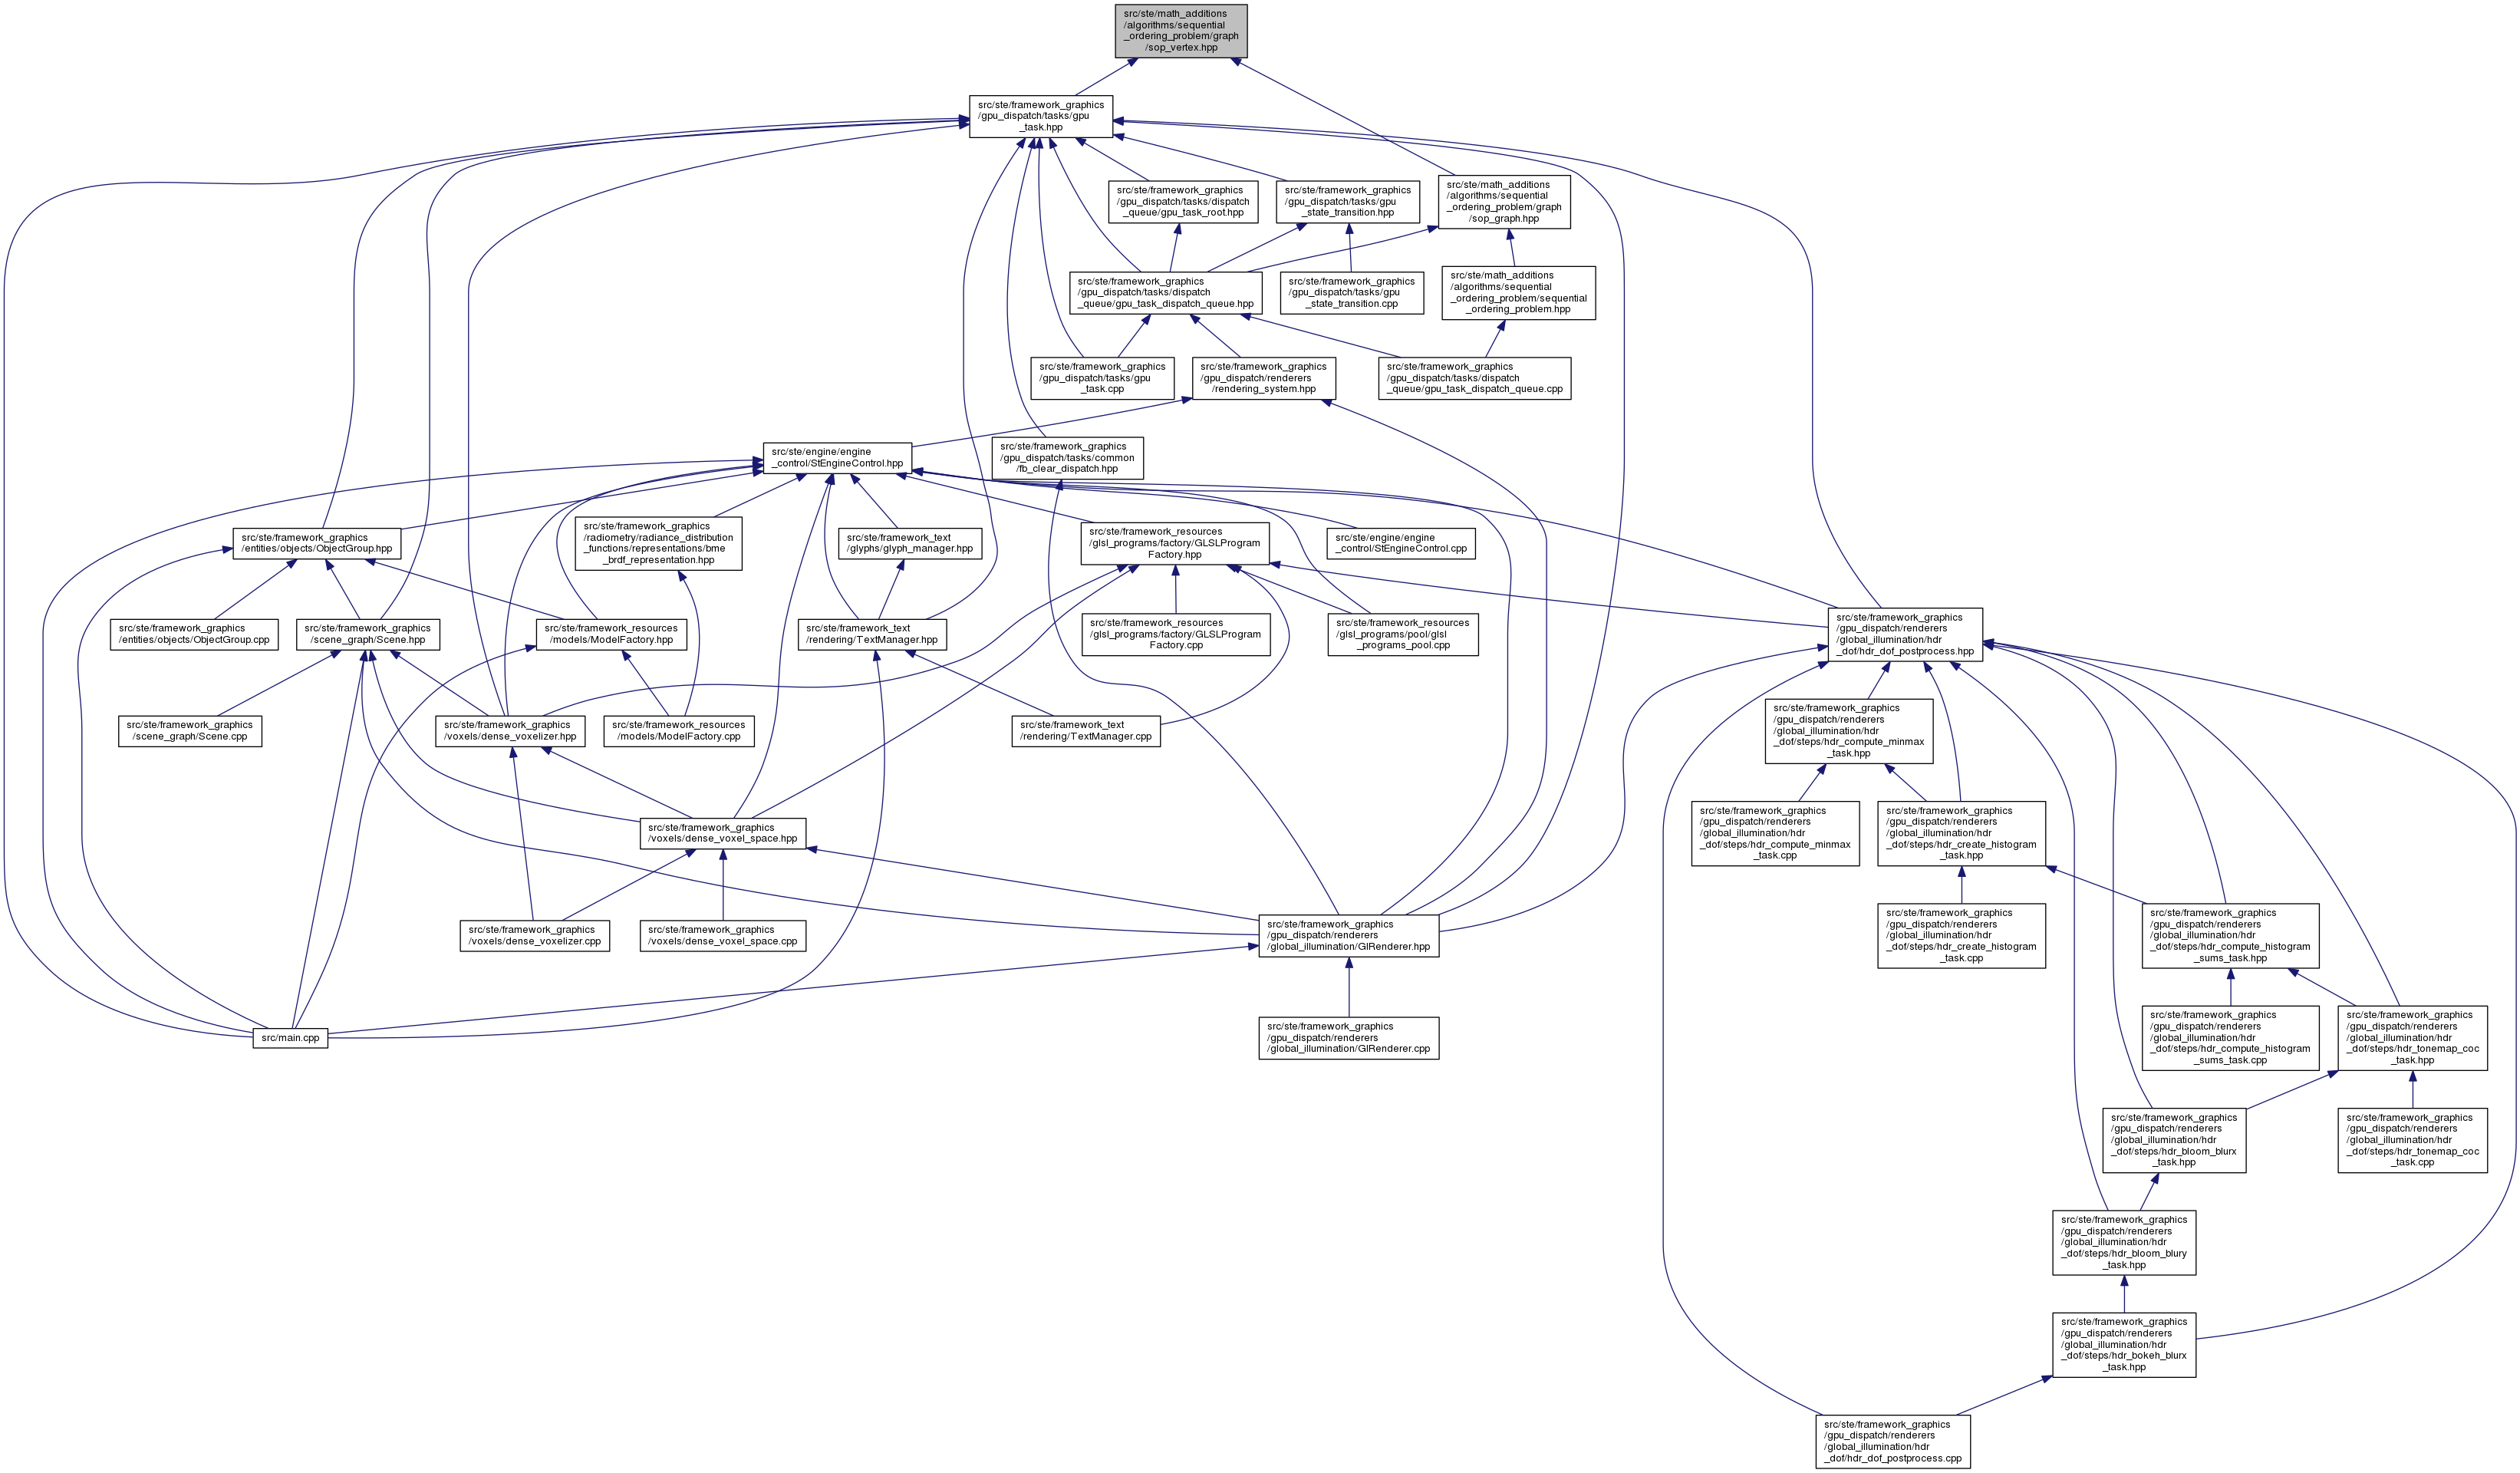 src/ste/math_additions
/algorithms/sequential
_ordering_problem/graph
/sop_vertex.hpp
src/ste/framework_graphics
/gpu_dispatch/tasks/gpu
_task.hpp
src/ste/framework_graphics
/gpu_dispatch/tasks/dispatch
_queue/gpu_task_root.hpp
src/ste/framework_graphics
/gpu_dispatch/tasks/gpu
_state_transition.hpp
src/ste/math_additions
/algorithms/sequential
_ordering_problem/graph
/sop_graph.hpp
src/ste/framework_graphics
/gpu_dispatch/tasks/dispatch
_queue/gpu_task_dispatch_queue.hpp
src/ste/framework_graphics
/gpu_dispatch/tasks/gpu
_state_transition.cpp
src/ste/math_additions
/algorithms/sequential
_ordering_problem/sequential
_ordering_problem.hpp
src/ste/framework_graphics
/gpu_dispatch/tasks/gpu
_task.cpp
src/ste/framework_graphics
/gpu_dispatch/renderers
/rendering_system.hpp
src/ste/framework_graphics
/gpu_dispatch/tasks/dispatch
_queue/gpu_task_dispatch_queue.cpp
src/ste/engine/engine
_control/StEngineControl.hpp
src/ste/framework_graphics
/gpu_dispatch/tasks/common
/fb_clear_dispatch.hpp
src/ste/framework_graphics
/entities/objects/ObjectGroup.hpp
src/ste/framework_graphics
/radiometry/radiance_distribution
_functions/representations/bme
_brdf_representation.hpp
src/ste/framework_text
/glyphs/glyph_manager.hpp
src/ste/framework_resources
/glsl_programs/factory/GLSLProgram
Factory.hpp
src/ste/engine/engine
_control/StEngineControl.cpp
src/ste/framework_graphics
/entities/objects/ObjectGroup.cpp
src/ste/framework_graphics
/scene_graph/Scene.hpp
src/ste/framework_resources
/models/ModelFactory.hpp
src/ste/framework_text
/rendering/TextManager.hpp
src/ste/framework_resources
/glsl_programs/factory/GLSLProgram
Factory.cpp
src/ste/framework_resources
/glsl_programs/pool/glsl
_programs_pool.cpp
src/ste/framework_graphics
/gpu_dispatch/renderers
/global_illumination/hdr
_dof/hdr_dof_postprocess.hpp
src/ste/framework_graphics
/scene_graph/Scene.cpp
src/ste/framework_graphics
/voxels/dense_voxelizer.hpp
src/ste/framework_resources
/models/ModelFactory.cpp
src/ste/framework_text
/rendering/TextManager.cpp
src/ste/framework_graphics
/gpu_dispatch/renderers
/global_illumination/hdr
_dof/steps/hdr_compute_minmax
_task.hpp
src/ste/framework_graphics
/voxels/dense_voxel_space.hpp
src/ste/framework_graphics
/gpu_dispatch/renderers
/global_illumination/hdr
_dof/steps/hdr_compute_minmax
_task.cpp
src/ste/framework_graphics
/gpu_dispatch/renderers
/global_illumination/hdr
_dof/steps/hdr_create_histogram
_task.hpp
src/ste/framework_graphics
/voxels/dense_voxelizer.cpp
src/ste/framework_graphics
/voxels/dense_voxel_space.cpp
src/ste/framework_graphics
/gpu_dispatch/renderers
/global_illumination/GIRenderer.hpp
src/ste/framework_graphics
/gpu_dispatch/renderers
/global_illumination/hdr
_dof/steps/hdr_create_histogram
_task.cpp
src/ste/framework_graphics
/gpu_dispatch/renderers
/global_illumination/hdr
_dof/steps/hdr_compute_histogram
_sums_task.hpp
src/main.cpp
src/ste/framework_graphics
/gpu_dispatch/renderers
/global_illumination/GIRenderer.cpp
src/ste/framework_graphics
/gpu_dispatch/renderers
/global_illumination/hdr
_dof/steps/hdr_compute_histogram
_sums_task.cpp
src/ste/framework_graphics
/gpu_dispatch/renderers
/global_illumination/hdr
_dof/steps/hdr_tonemap_coc
_task.hpp
src/ste/framework_graphics
/gpu_dispatch/renderers
/global_illumination/hdr
_dof/steps/hdr_bloom_blurx
_task.hpp
src/ste/framework_graphics
/gpu_dispatch/renderers
/global_illumination/hdr
_dof/steps/hdr_tonemap_coc
_task.cpp
src/ste/framework_graphics
/gpu_dispatch/renderers
/global_illumination/hdr
_dof/steps/hdr_bloom_blury
_task.hpp
src/ste/framework_graphics
/gpu_dispatch/renderers
/global_illumination/hdr
_dof/steps/hdr_bokeh_blurx
_task.hpp
src/ste/framework_graphics
/gpu_dispatch/renderers
/global_illumination/hdr
_dof/hdr_dof_postprocess.cpp